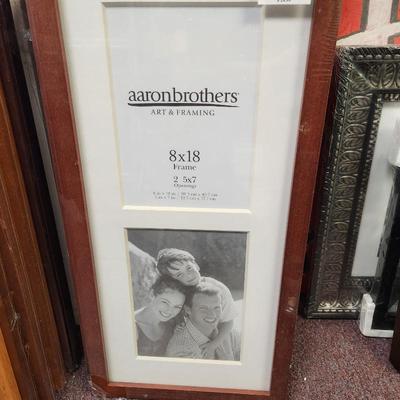 aaronbrothers
ART & FRAMING
8x18
Frame
2 5x7
Openings